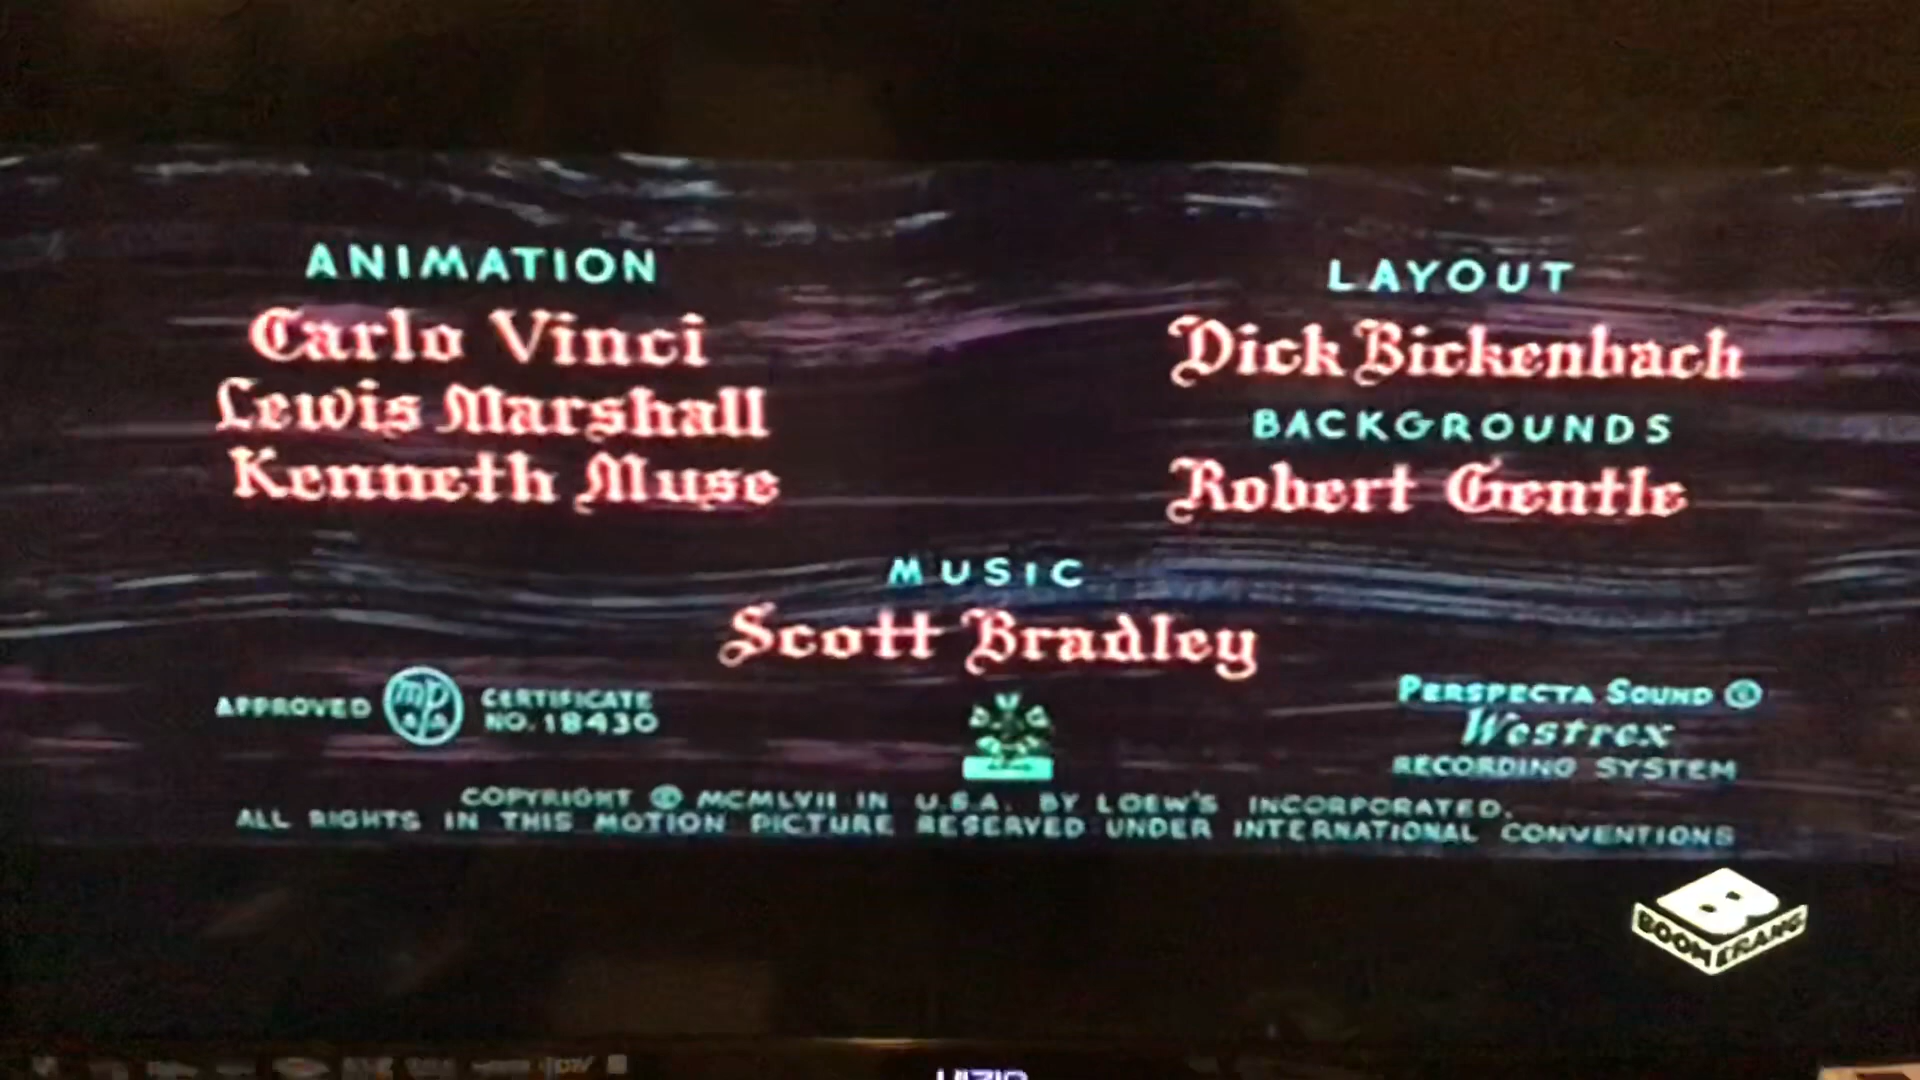 ANIMATION
Carlo Vinci
Lewis Marshall
Kenneth Muse
LAYOUT
Dick Bickenbach
BACKGROUNDS
Robert Gentle
MUSIC
Scott Bradley
APPROVED
MPAA
CERTIFICATE
NO. 18430
PERSPECTA SOUND ©
Westrex
RECORDING SYSTEM
COPYRIGHT © MCMLVII IN U.S.A. BY LOEW'S INCORPORATED.
ALL RIGHTS IN THIS MOTION PICTURE RESERVED UNDER INTERNATIONAL CONVENTIONS
B
BOOMERANG
VIZIO